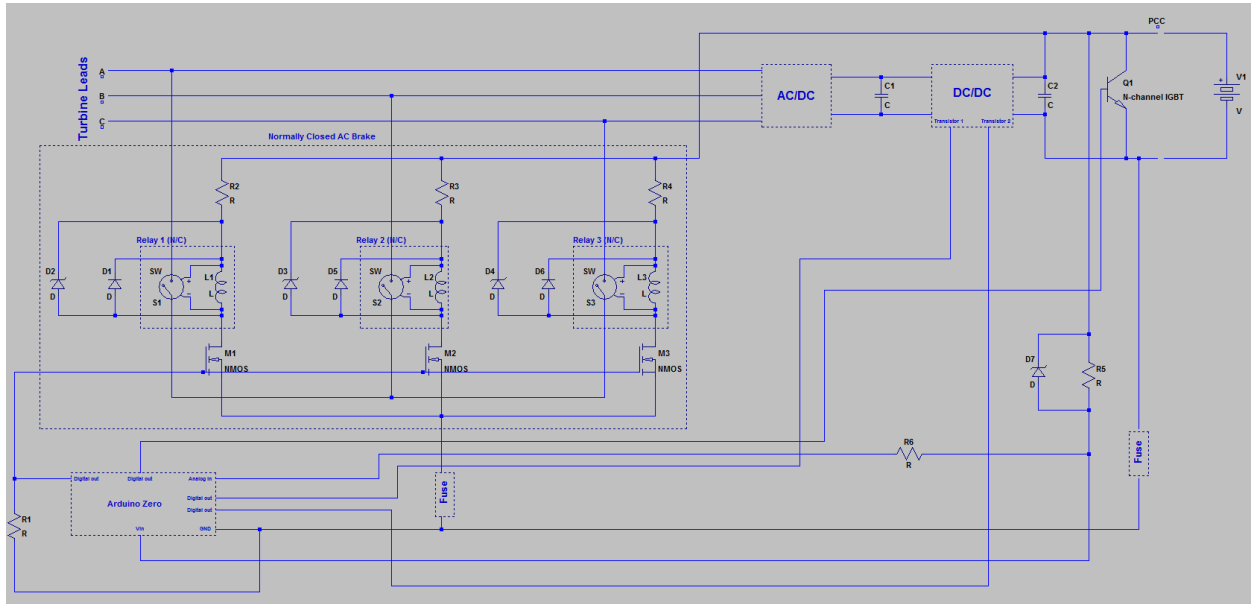 PCC
Turbine Leads
A
B
C
AC/DC
C1
C
DC/DC
Transistor 1
Transistor 2
C2
C
Q1
N-channel IGBT
V1
+
V
Normally Closed AC Brake
R2
R
R3
R
R4
R
Relay 1 (N/C)
Relay 2 (N/C)
Relay 3 (N/C)
D2
D
D1
D
SW
S1
+
−
L1
L
D3
D
D5
D
SW
S2
+
−
L2
L
D4
D
D6
D
SW
S3
+
−
L3
L
M1
NMOS
M2
NMOS
M3
NMOS
D7
D
R5
R
R6
R
Fuse
Fuse
Digital out
Digital out
Analog in
Arduino Zero
Digital out
Digital out
Vin
GND
R1
R